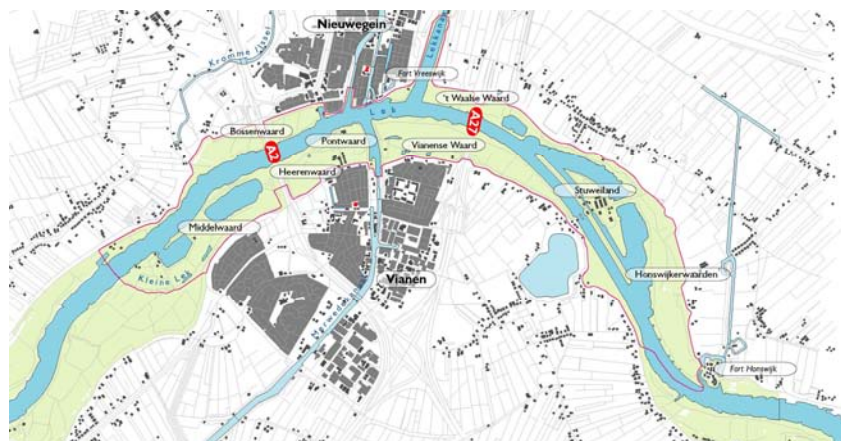 Nieuwegein
Kromme IJssel
Lekkanaal
Fort Vreeswijk
't Waalse Waard
Lek
A27
Bossenwaard
Pontwaard
Vianense Waard
A2
Heerenwaard
Stuweiland
Middelwaard
Honswijkerwaarden
Kleine Lek
Vianen
Fort Honswijk